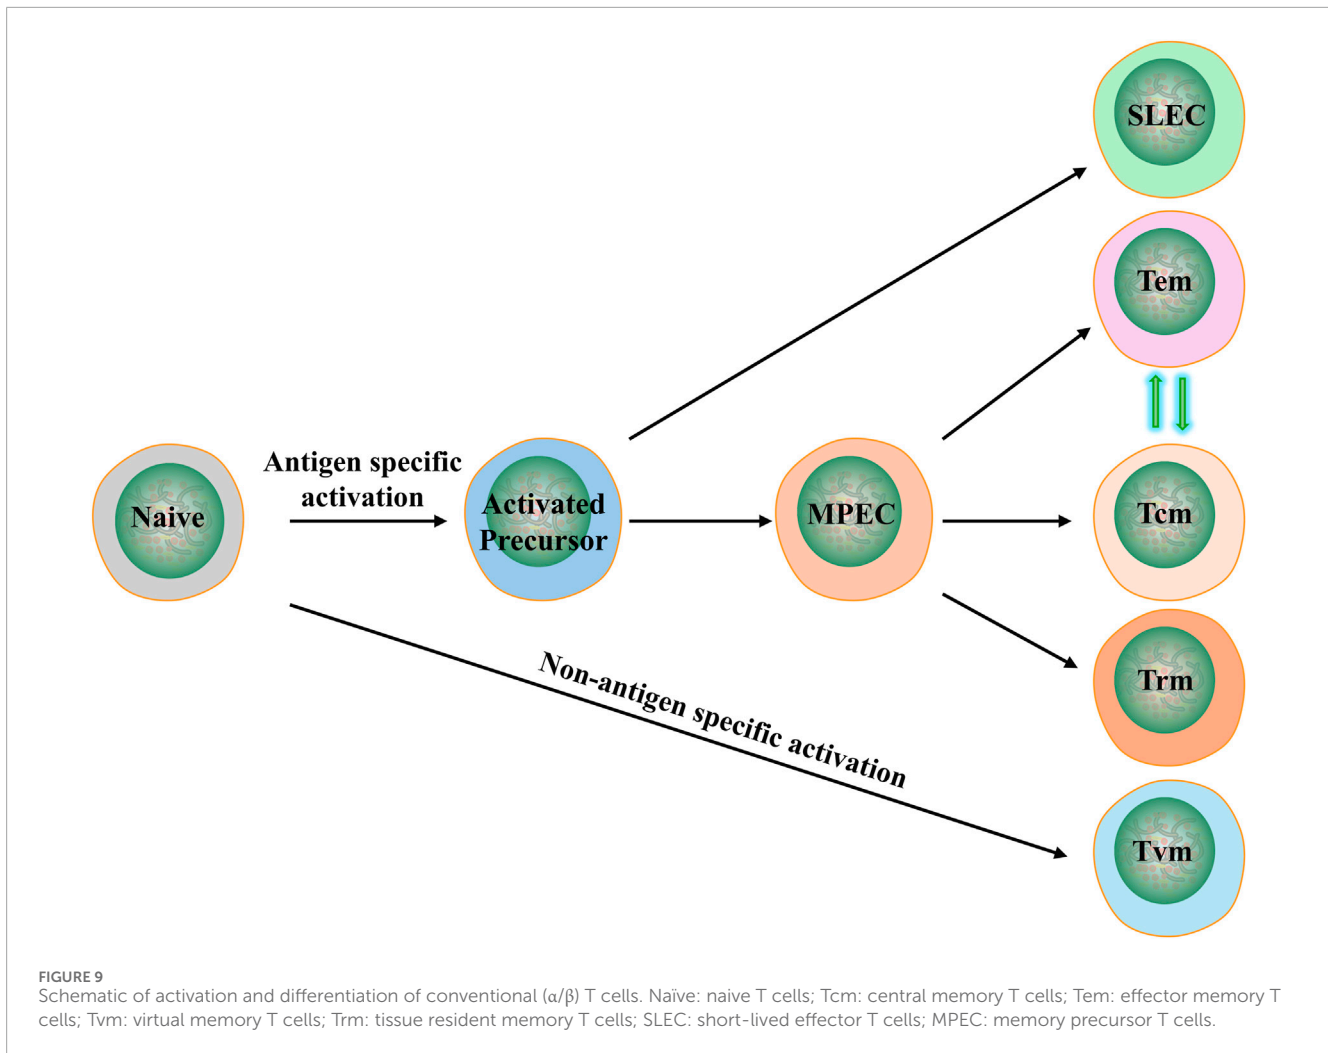 SLEC
Tem
Antigen specific
activation
Naive
Activated
Precursor
MPEC
Tcm
Non-antigen specific activation
Trm
Tvm
FIGURE 9
Schematic of activation and differentiation of conventional (α/β) T cells. Naïve: naive T cells; Tcm: central memory T cells; Tem: effector memory T
cells; Tvm: virtual memory T cells; Trm: tissue resident memory T cells; SLEC: short-lived effector T cells; MPEC: memory precursor T cells.